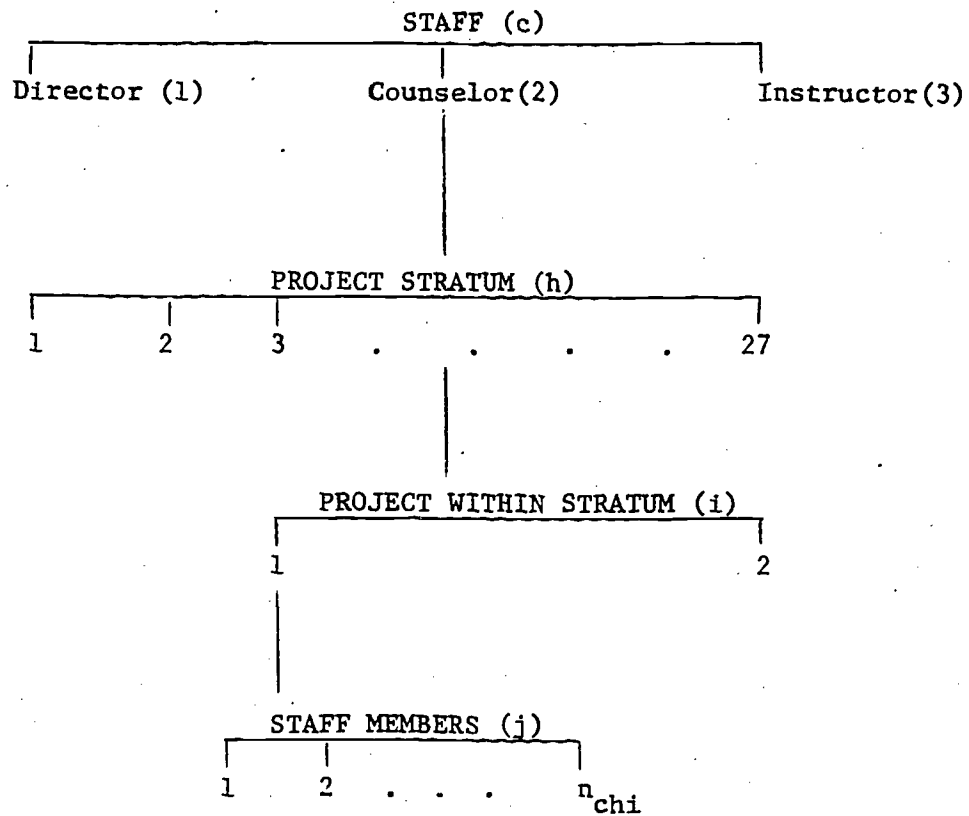 STAFF (c)
Director (1) Counselor(2) Instructor(3)
PROJECT STRATUM (h)
1 2 3 . . . . 27
PROJECT WITHIN STRATUM (i)
1 2
STAFF MEMBERS (j)
1 2 . . . n_chi